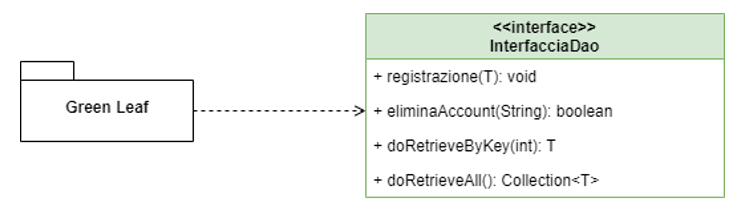 <<interface>>
InterfacciaDao
Green Leaf
+ registrazione(T): void
+ eliminaAccount(String): boolean
+ doRetrieveByKey(int): T
+ doRetrieveAll(): Collection<T>